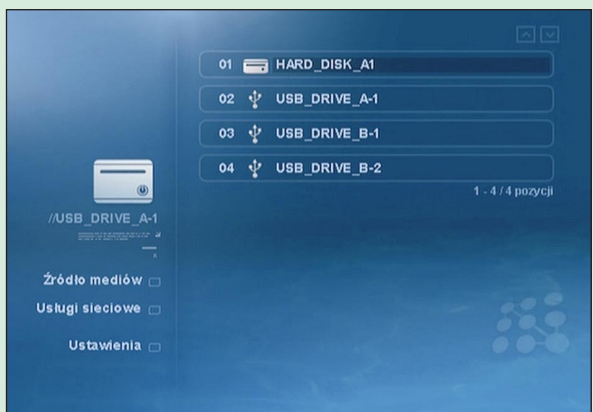 01 HARD_DISK_A1
02 USB_DRIVE_A-1
03 USB_DRIVE_B-1
04 USB_DRIVE_B-2
1 - 4 / 4 pozycji
//USB_DRIVE_A-1
Źródło mediów
Usługi sieciowe
Ustawienia